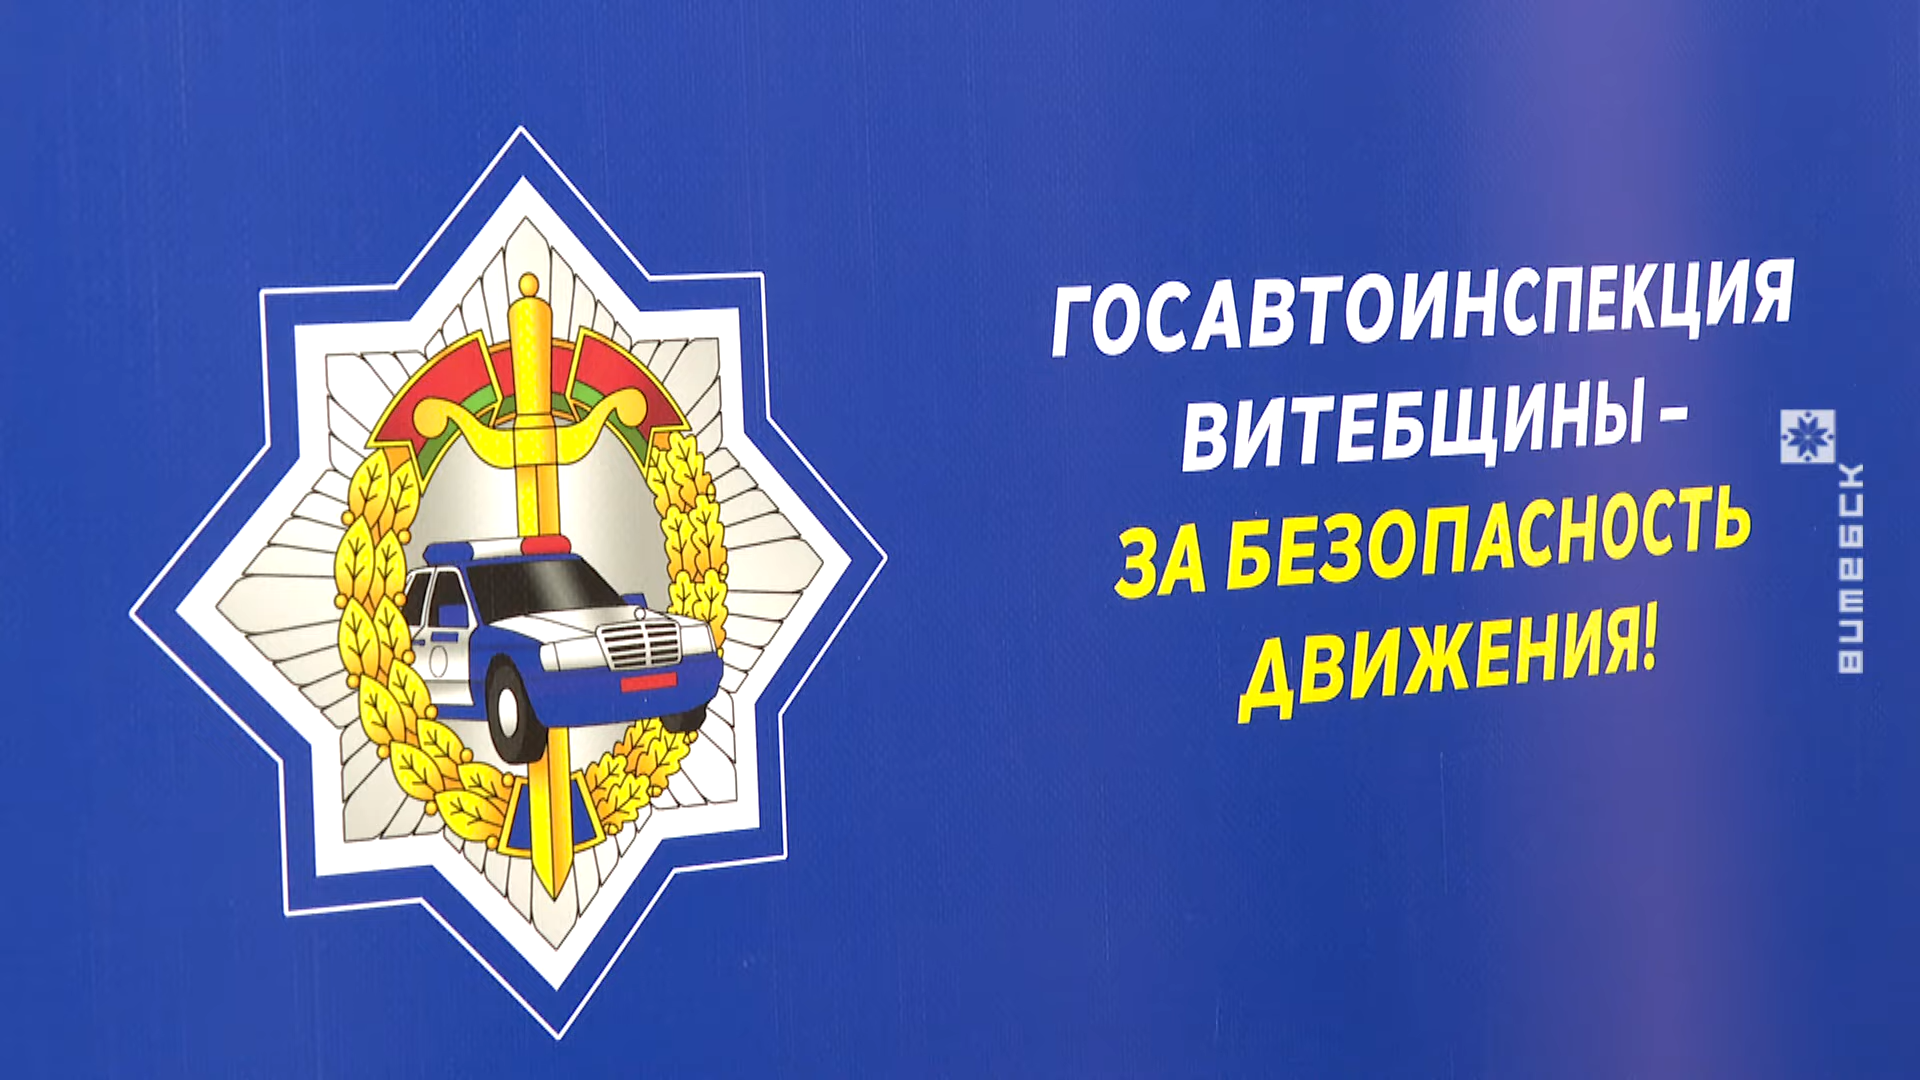 ГОСАВТОИНСПЕКЦИЯ
ВИТЕБЩИНЫ –
ЗА БЕЗОПАСНОСТЬ
ДВИЖЕНИЯ!
витебск